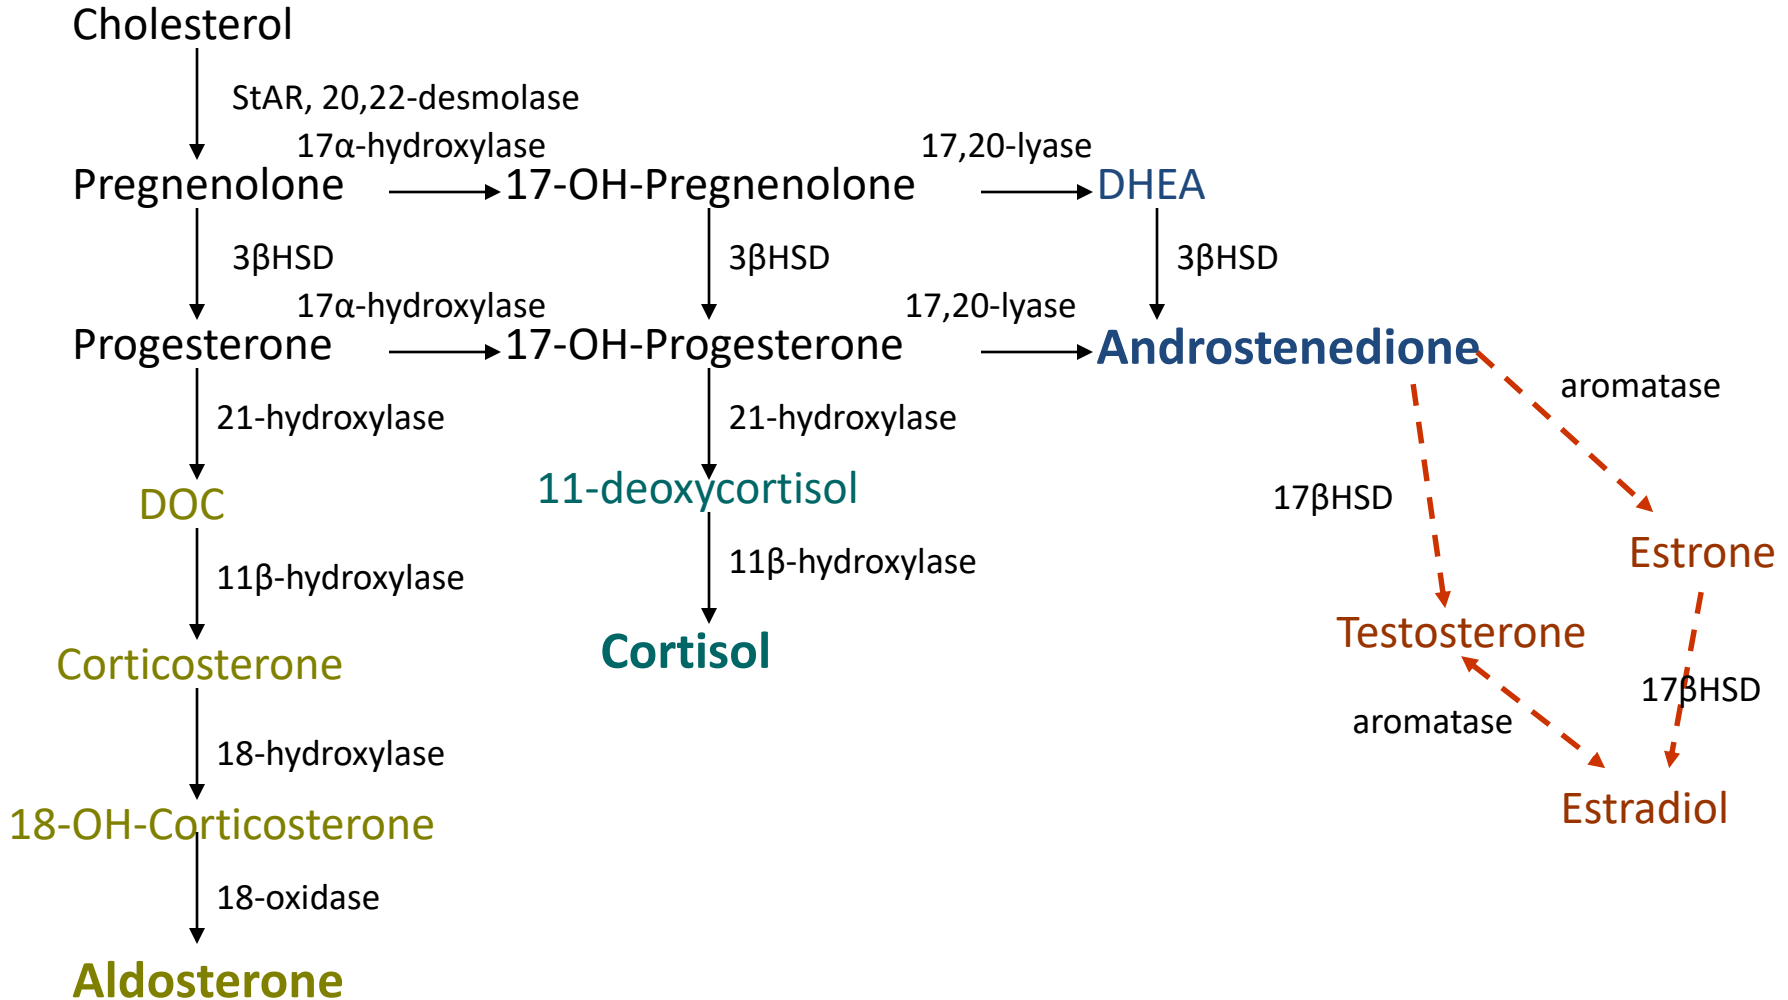 Cholesterol
StAR, 20,22-desmolase
17α-hydroxylase
17,20-lyase
Pregnenolone
17-OH-Pregnenolone
DHEA
3βHSD
3βHSD
3βHSD
17α-hydroxylase
17,20-lyase
Progesterone
17-OH-Progesterone
Androstenedione
aromatase
21-hydroxylase
21-hydroxylase
DOC
11-deoxycortisol
17βHSD
Estrone
11β-hydroxylase
11β-hydroxylase
Testosterone
Corticosterone
Cortisol
17βHSD
aromatase
18-hydroxylase
Estradiol
18-OH-Corticosterone
18-oxidase
Aldosterone